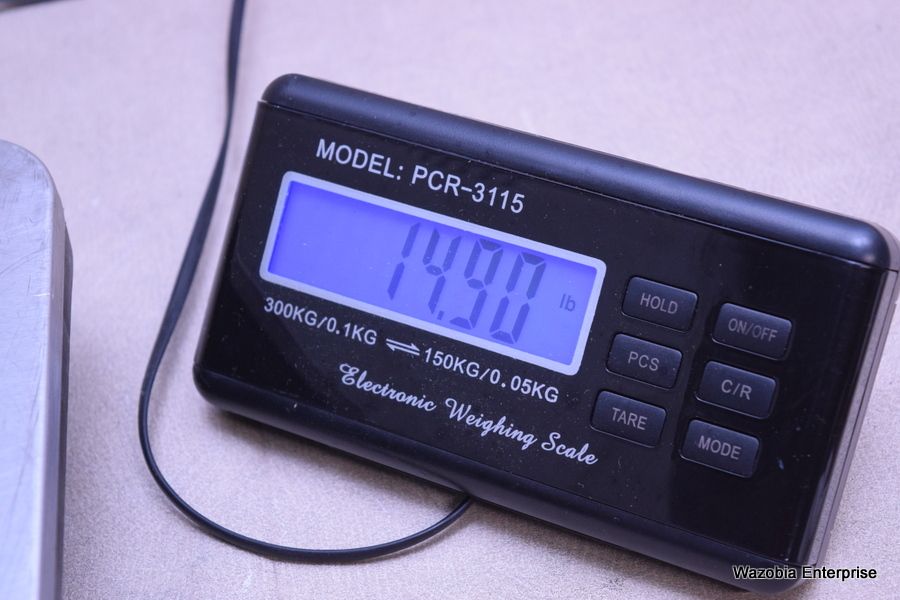 MODEL: PCR-3115
14.90 lb
300KG/0.1KG ⇌ 150KG/0.05KG
Electronic Weighing Scale
HOLD
ON/OFF
PCS
C/R
TARE
MODE
Wazobia Enterprise